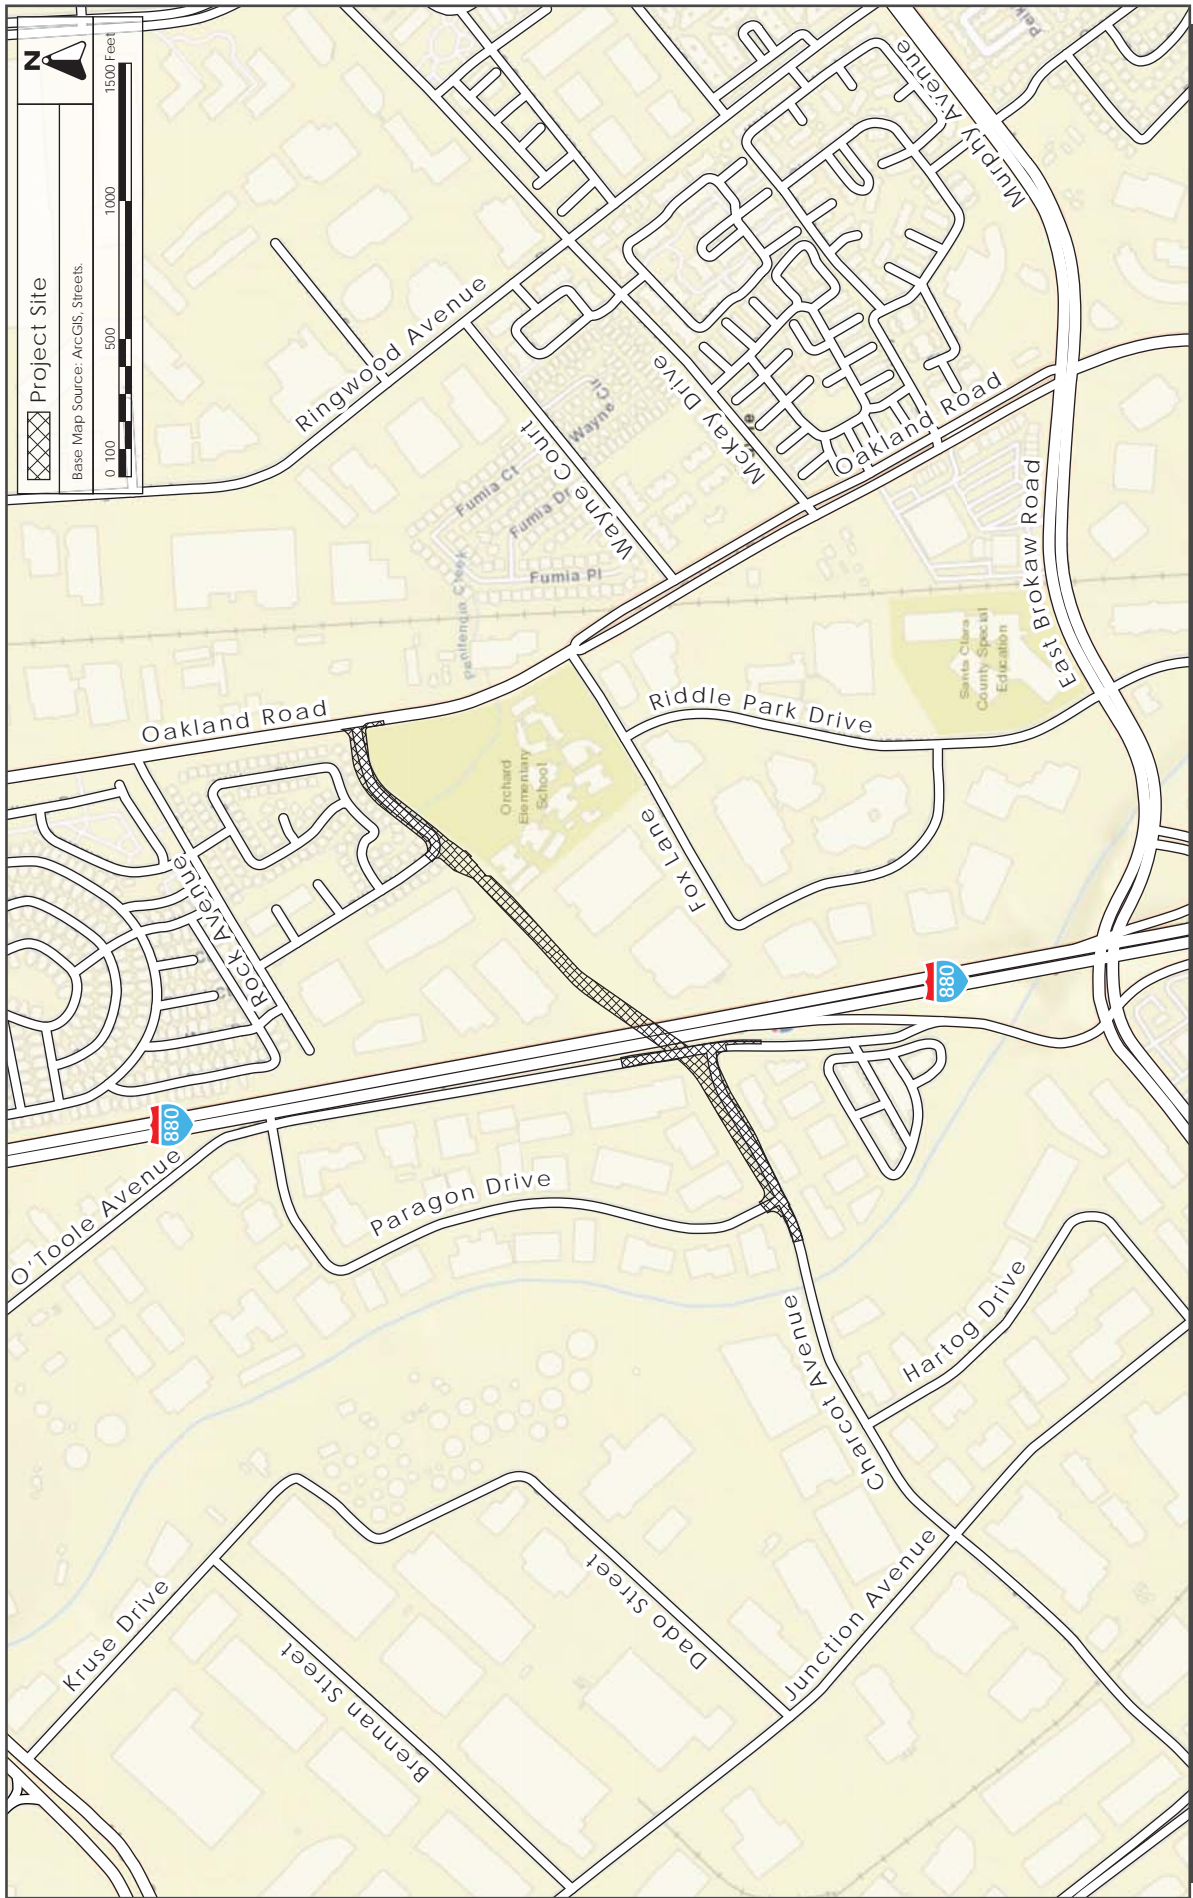 N
Project Site
Base Map Source: ArcGIS, Streets.
0 100 500 1000 1500 Feet
Ringwood Avenue
Murphy Avenue
McKay Drive
Wayne Court
Wayne Cir
Fumia Ct
Fumia Dr
Fumia Pl
Penitencia Creek
Oakland Road
Oakland Road
East Brokaw Road
Santa Clara
County Special
Education
Riddle Park Drive
Fox Lane
Orchard
Elementary
School
Rock Avenue
880
880
O'Toole Avenue
Paragon Drive
Charcot Avenue
Hartog Drive
Junction Avenue
Dado Street
Brennan Street
Kruse Drive